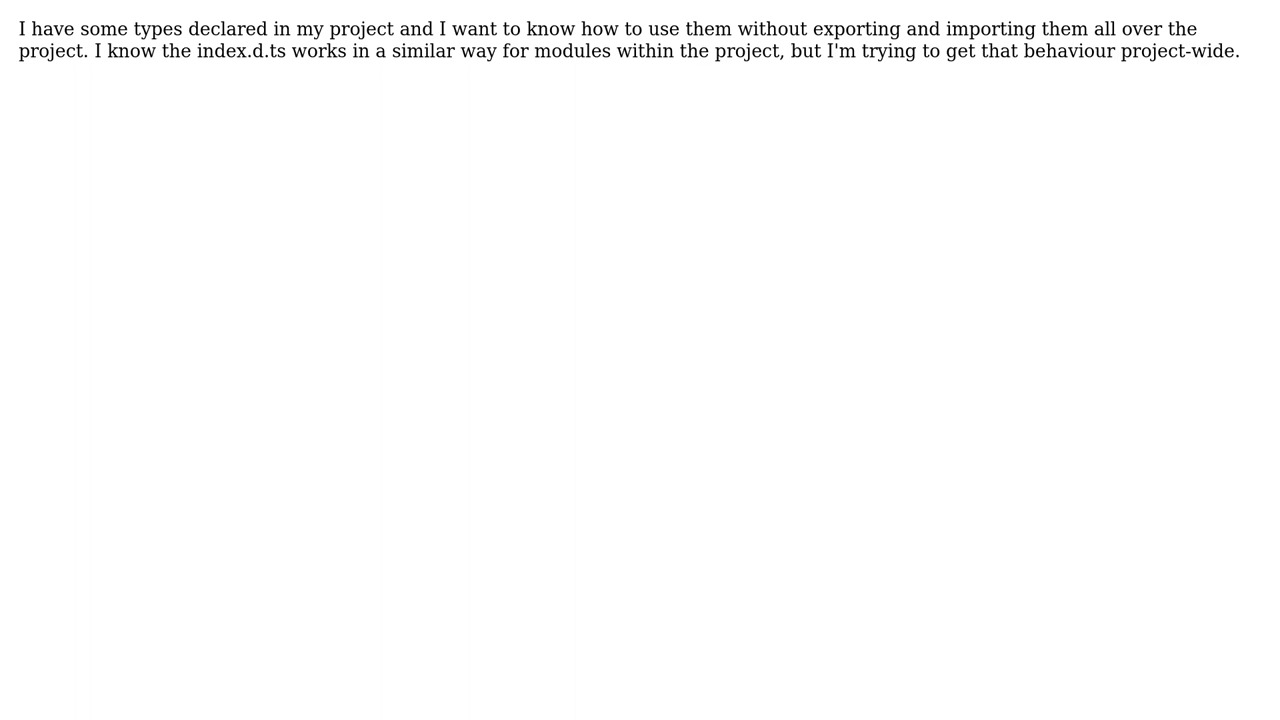 I have some types declared in my project and I want to know how to use them without exporting and importing them all over the
project. I know the index.d.ts works in a similar way for modules within the project, but I'm trying to get that behaviour project-wide.